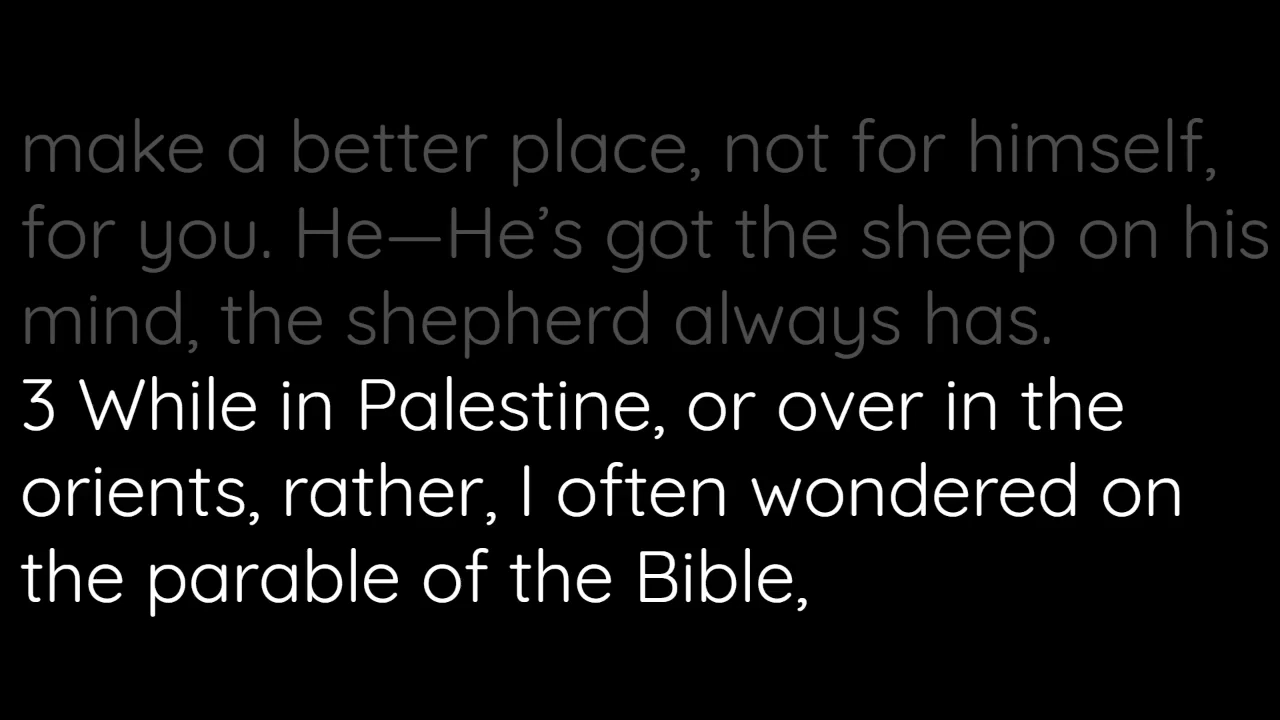 make a better place, not for himself,
for you. He—He’s got the sheep on his
mind, the shepherd always has.
3 While in Palestine, or over in the
orients, rather, I often wondered on
the parable of the Bible,